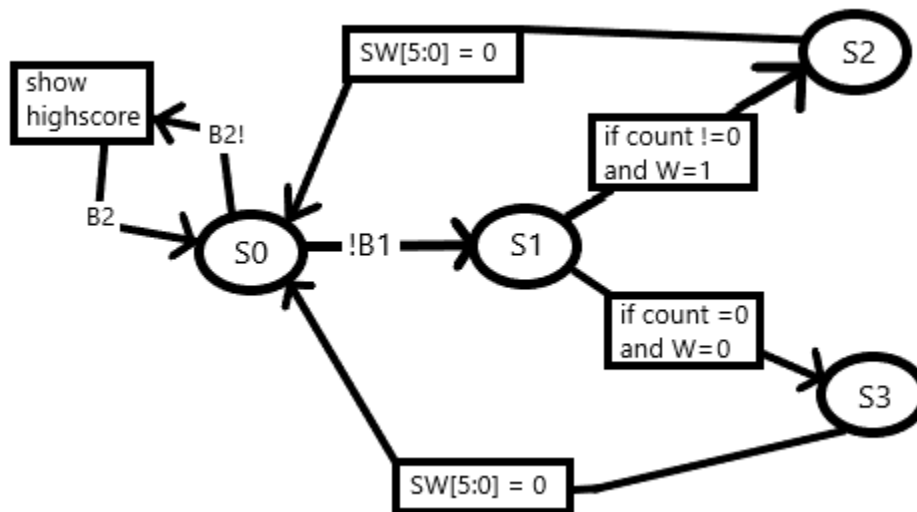 SW[5:0] = 0
S2
show
highscore
B2!
if count !=0
and W=1
B2
S0
!B1
S1
if count =0
and W=0
S3
SW[5:0] = 0